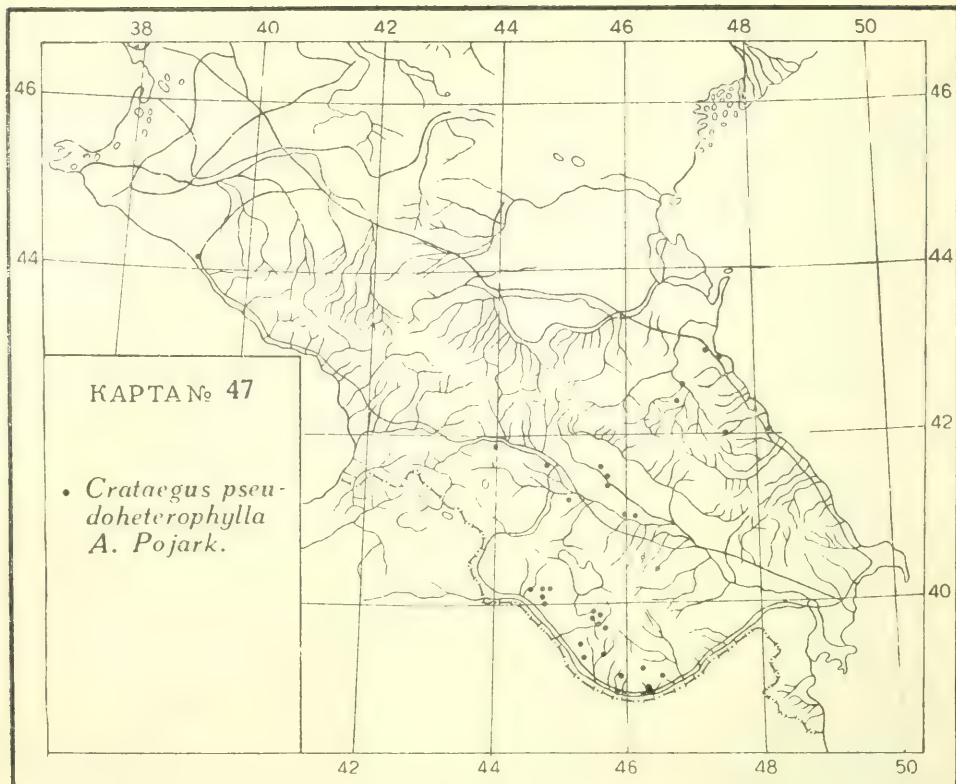 38 40 42 44 46 48 50
46 46
44 44
КАРТА № 47
42 42
• Crataegus pseu-
doheterophylla
A. Pojark.
40 40
42 44 46 48 50